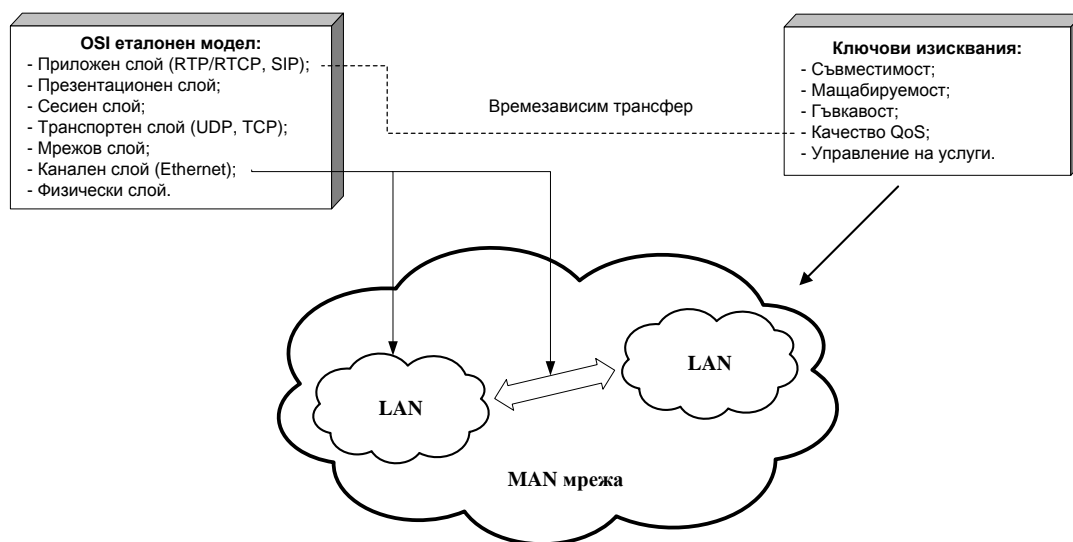 OSI еталонен модел:
- Приложен слой (RTP/RTCP, SIP);
- Презентационен слой;
- Сесиен слой;
- Транспортен слой (UDP, TCP);
- Мрежов слой;
- Канален слой (Ethernet);
- Физически слой.
Времезависим трансфер
Ключови изисквания:
- Съвместимост;
- Мащабируемост;
- Гъвкавост;
- Качество QoS;
- Управление на услуги.
LAN
LAN
MAN мрежа